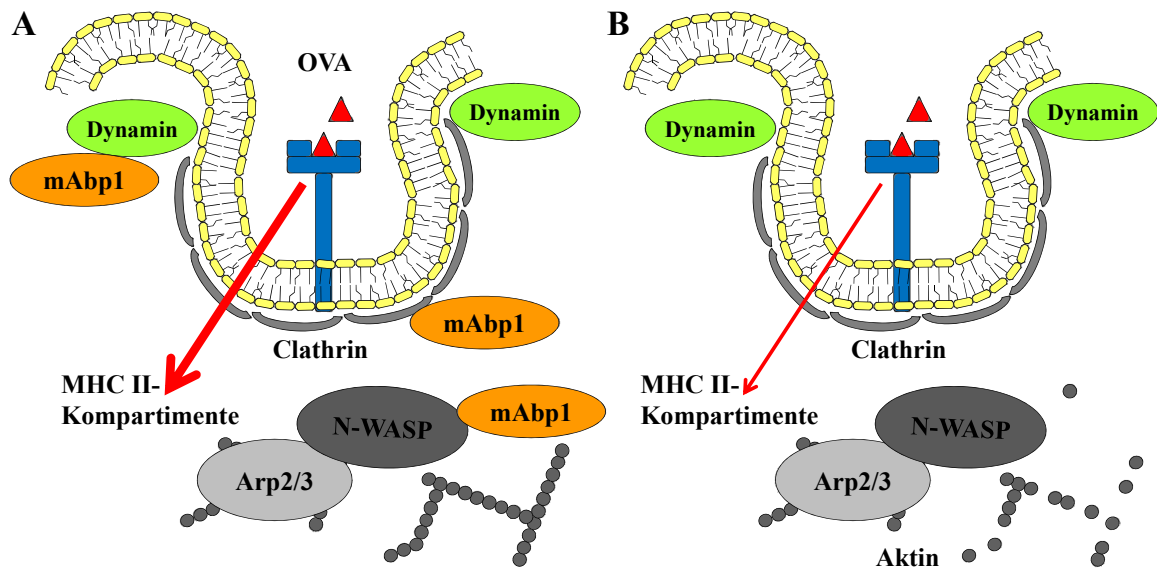 A
OVA
Dynamin
Dynamin
mAbp1
mAbp1
Clathrin
MHC II-
Kompartimente
mAbp1
N-WASP
Arp2/3
B
Dynamin
Dynamin
Clathrin
MHC II-
Kompartimente
N-WASP
Arp2/3
Aktin